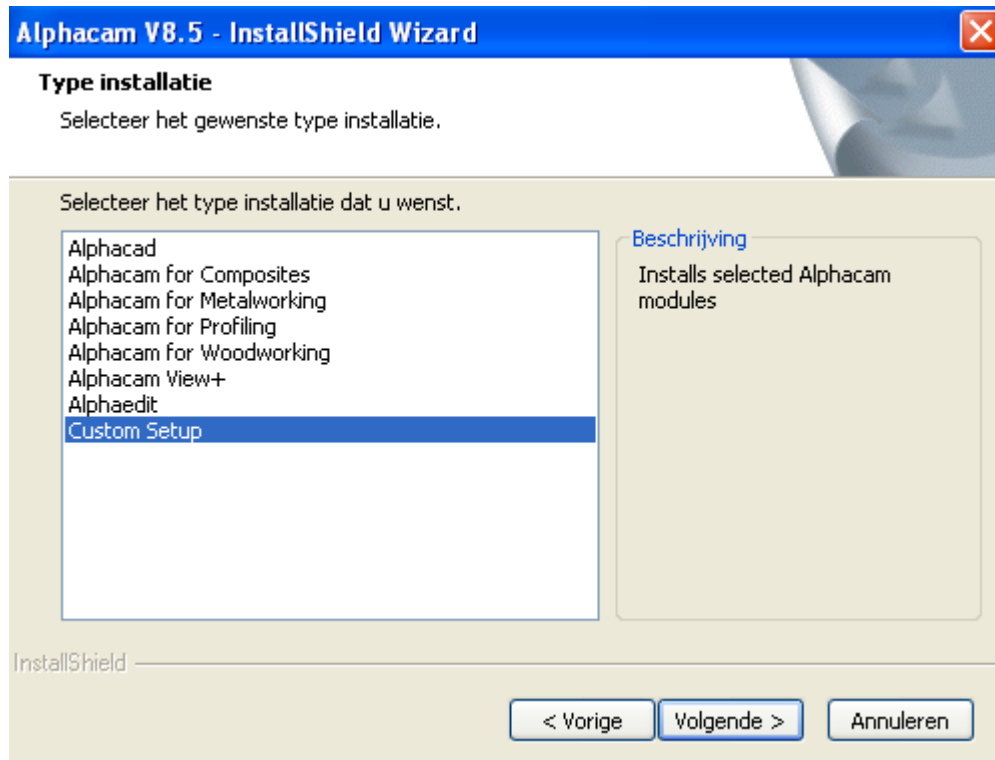 Alphacam V8.5 - InstallShield Wizard
Type installatie
Selecteer het gewenste type installatie.
Selecteer het type installatie dat u wenst.
Alphacad
Alphacam for Composites
Alphacam for Metalworking
Alphacam for Profiling
Alphacam for Woodworking
Alphacam View+
Alphaedit
Custom Setup
Beschrijving
Installs selected Alphacam
modules
InstallShield
< Vorige
Volgende >
Annuleren